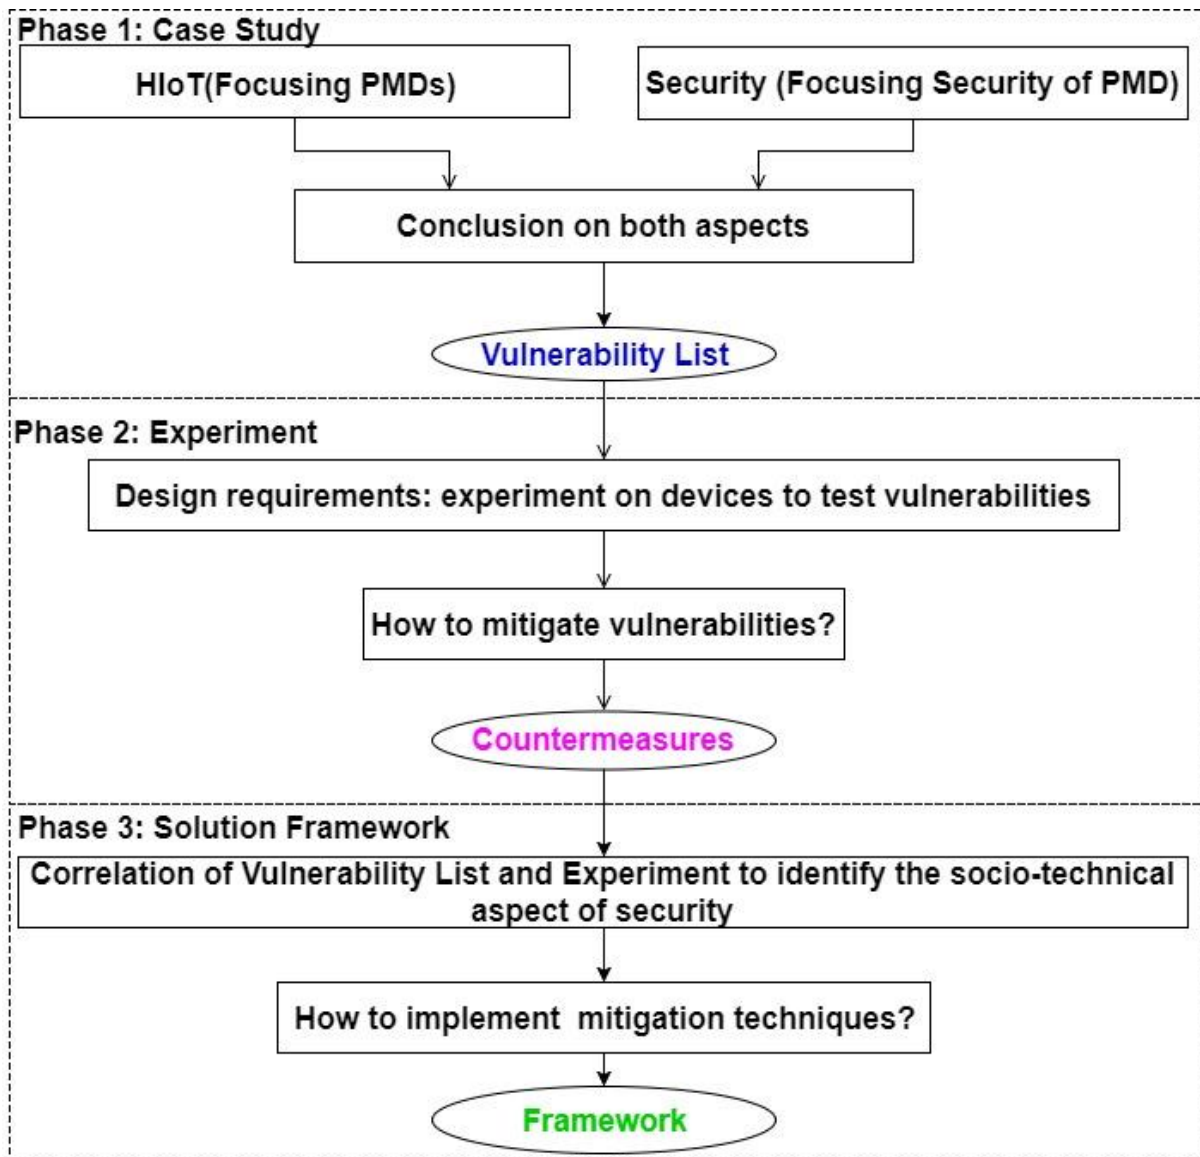 Phase 1: Case Study
HIoT(Focusing PMDs)
Security (Focusing Security of PMD)
Conclusion on both aspects
Vulnerability List
Phase 2: Experiment
Design requirements: experiment on devices to test vulnerabilities
How to mitigate vulnerabilities?
Countermeasures
Phase 3: Solution Framework
Correlation of Vulnerability List and Experiment to identify the socio-technical
aspect of security
How to implement  mitigation techniques?
Framework